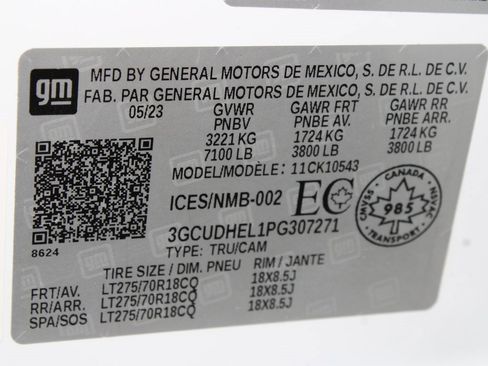 gm
MFD BY GENERAL MOTORS DE MEXICO, S. DE R.L. DE C.V.
FAB. PAR GENERAL MOTORS DE MEXICO, S. DE R.L. DE C.V.
05/23 GVWR GAWR FRT GAWR RR
PNBV PNBE AV. PNBE ARR.
3221 KG 1724 KG 1724 KG
7100 LB 3800 LB 3800 LB
MODEL/MODÈLE: 11CK10543
ICES/NMB-002 EC
CMVSS NSVAC
985
CANADA
3GCUDHEL1PG307271
8624
TYPE: TRU/CAM
TIRE SIZE / DIM. PNEU RIM / JANTE
FRT/AV. LT275/70R18CQ 18X8.5J
RR/ARR. LT275/70R18CQ 18X8.5J
SPA/SOS LT275/70R18CQ 18X8.5J